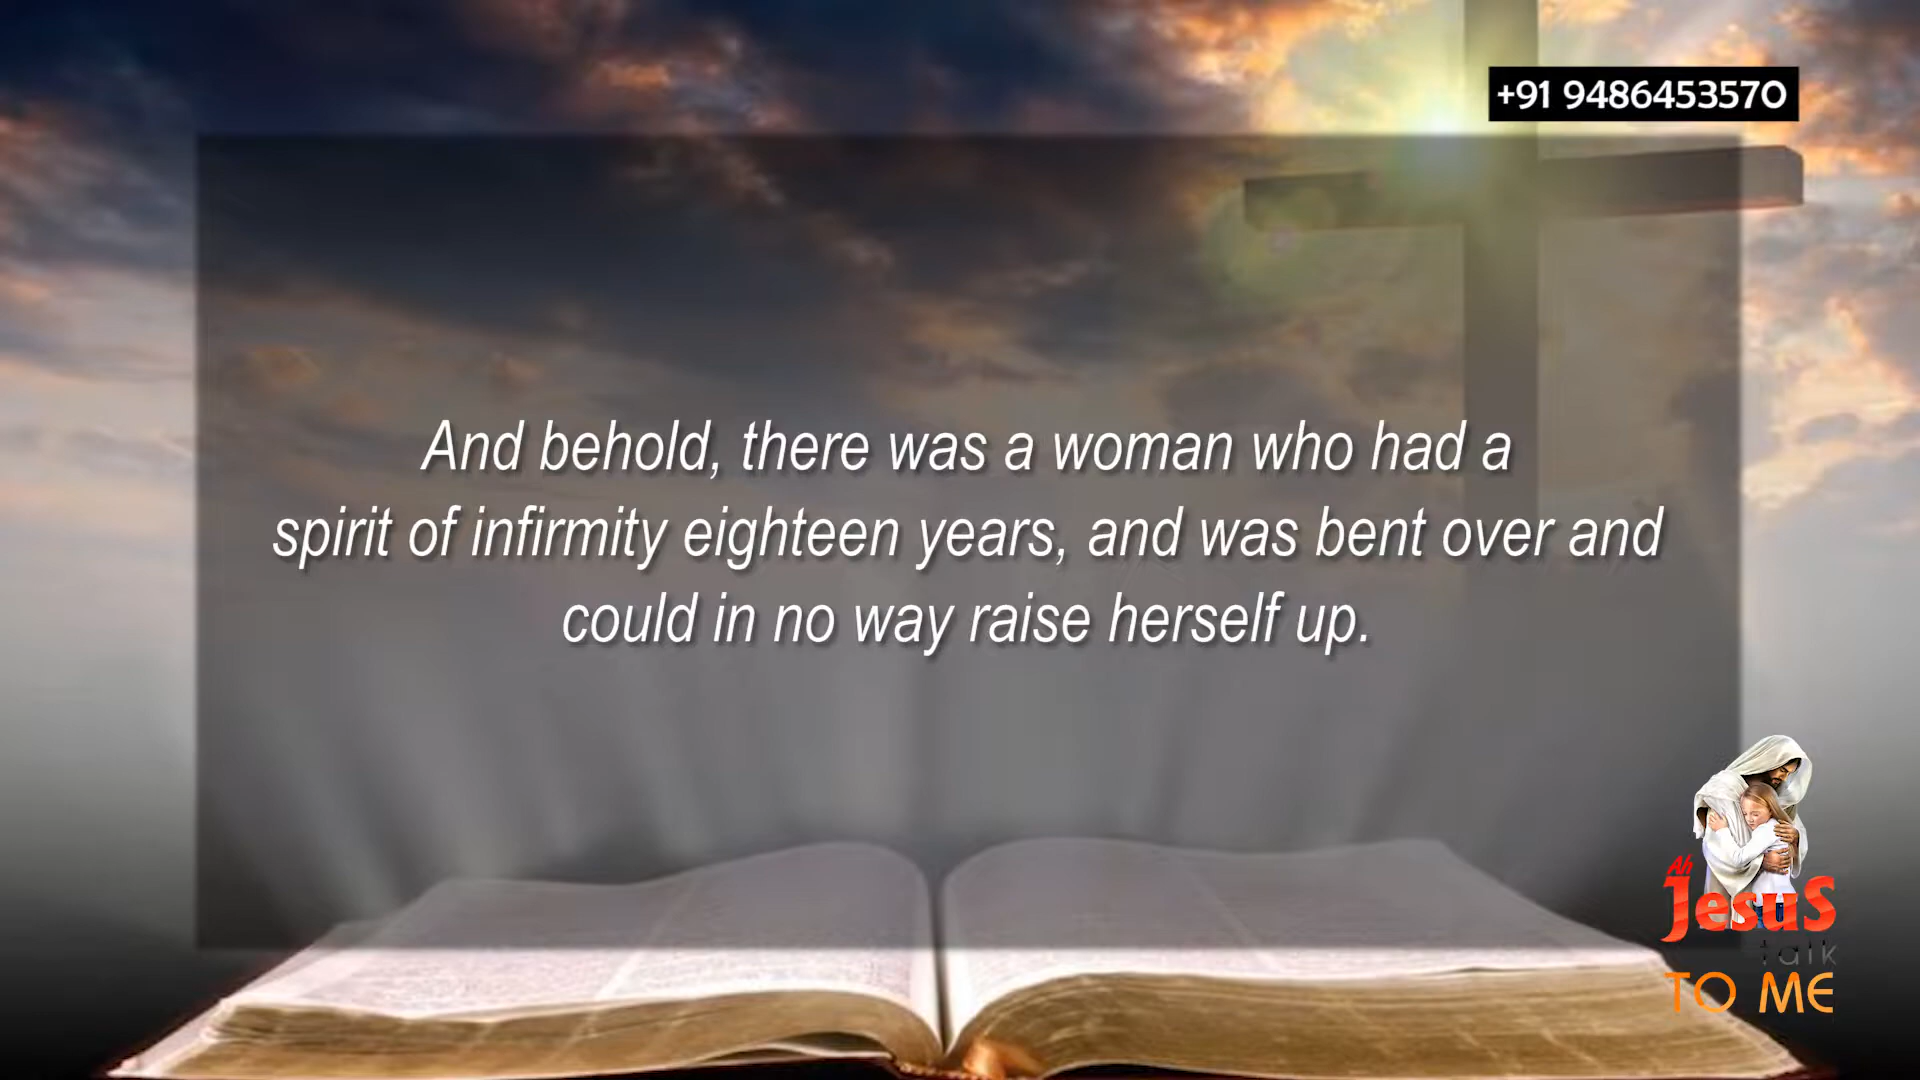 +91 9486453570
And behold, there was a woman who had a
spirit of infirmity eighteen years, and was bent over and
could in no way raise herself up.
Ah
Jesus
talk
TO ME